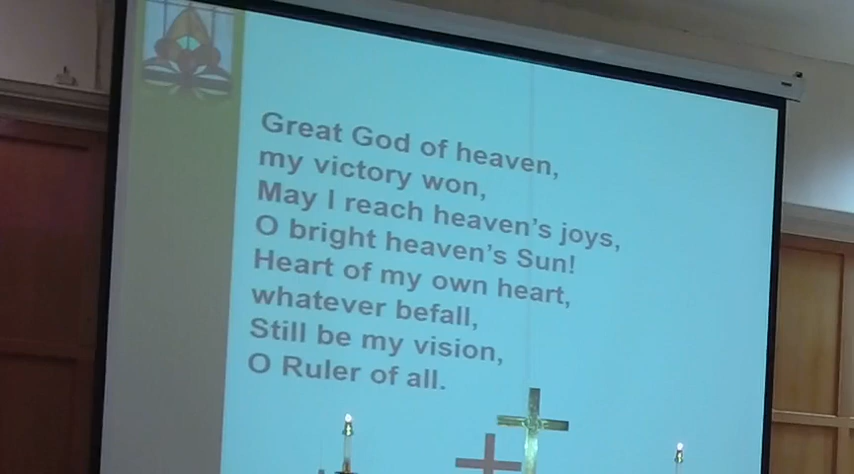 Great God of heaven,
my victory won,
May I reach heaven's joys,
O bright heaven's Sun!
Heart of my own heart,
whatever befall,
Still be my vision,
O Ruler of all.